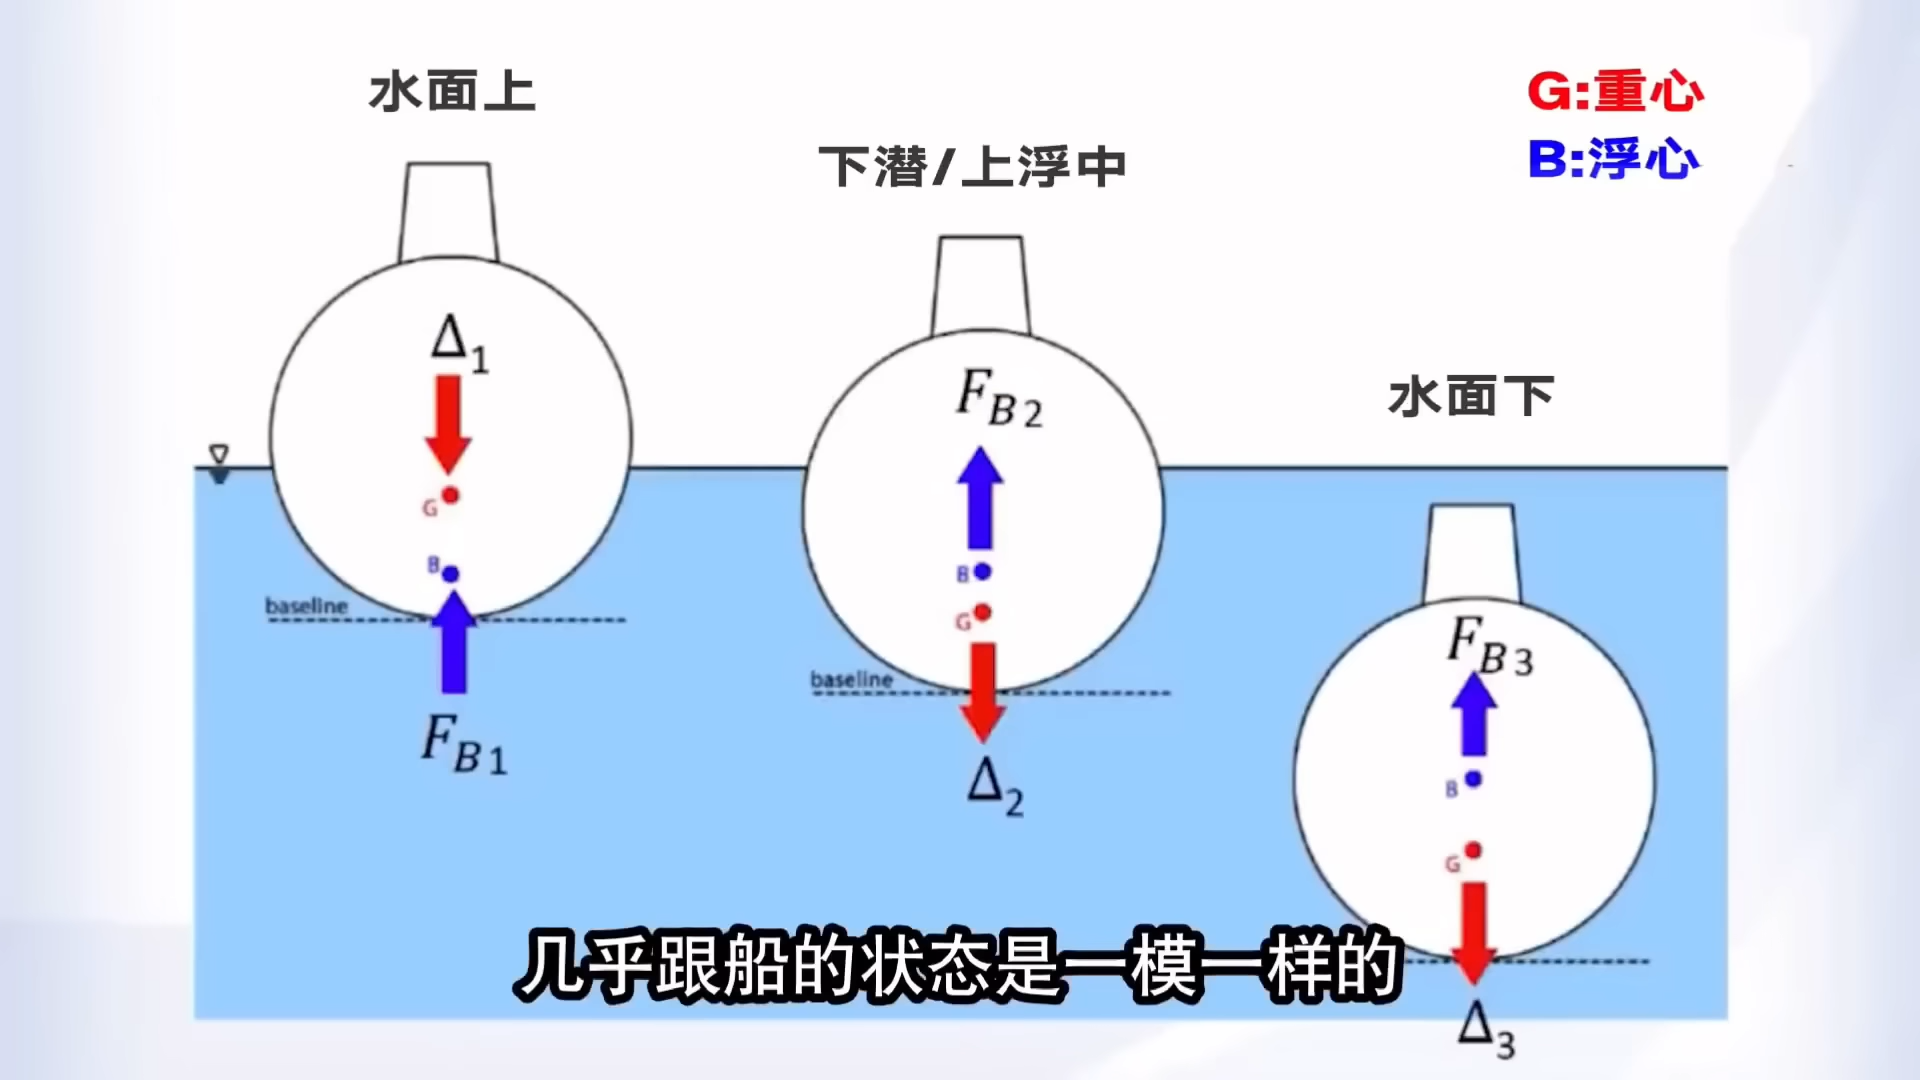 水面上
G:重心
B:浮心
下潜/上浮中
水面下
Δ1
G
B
baseline
FB1
FB2
B
G
baseline
Δ2
FB3
B
G
Δ3
几乎跟船的状态是一模一样的